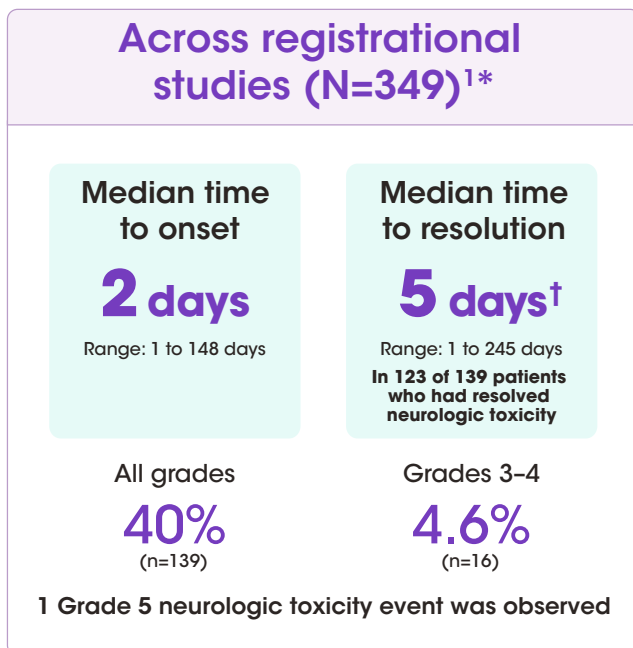 Across registrational
studies (N=349)1*
Median time
to onset
2 days
Range: 1 to 148 days
Median time
to resolution
5 days†
Range: 1 to 245 days
In 123 of 139 patients
who had resolved
neurologic toxicity
All grades
40%
(n=139)
Grades 3–4
4.6%
(n=16)
1 Grade 5 neurologic toxicity event was observed